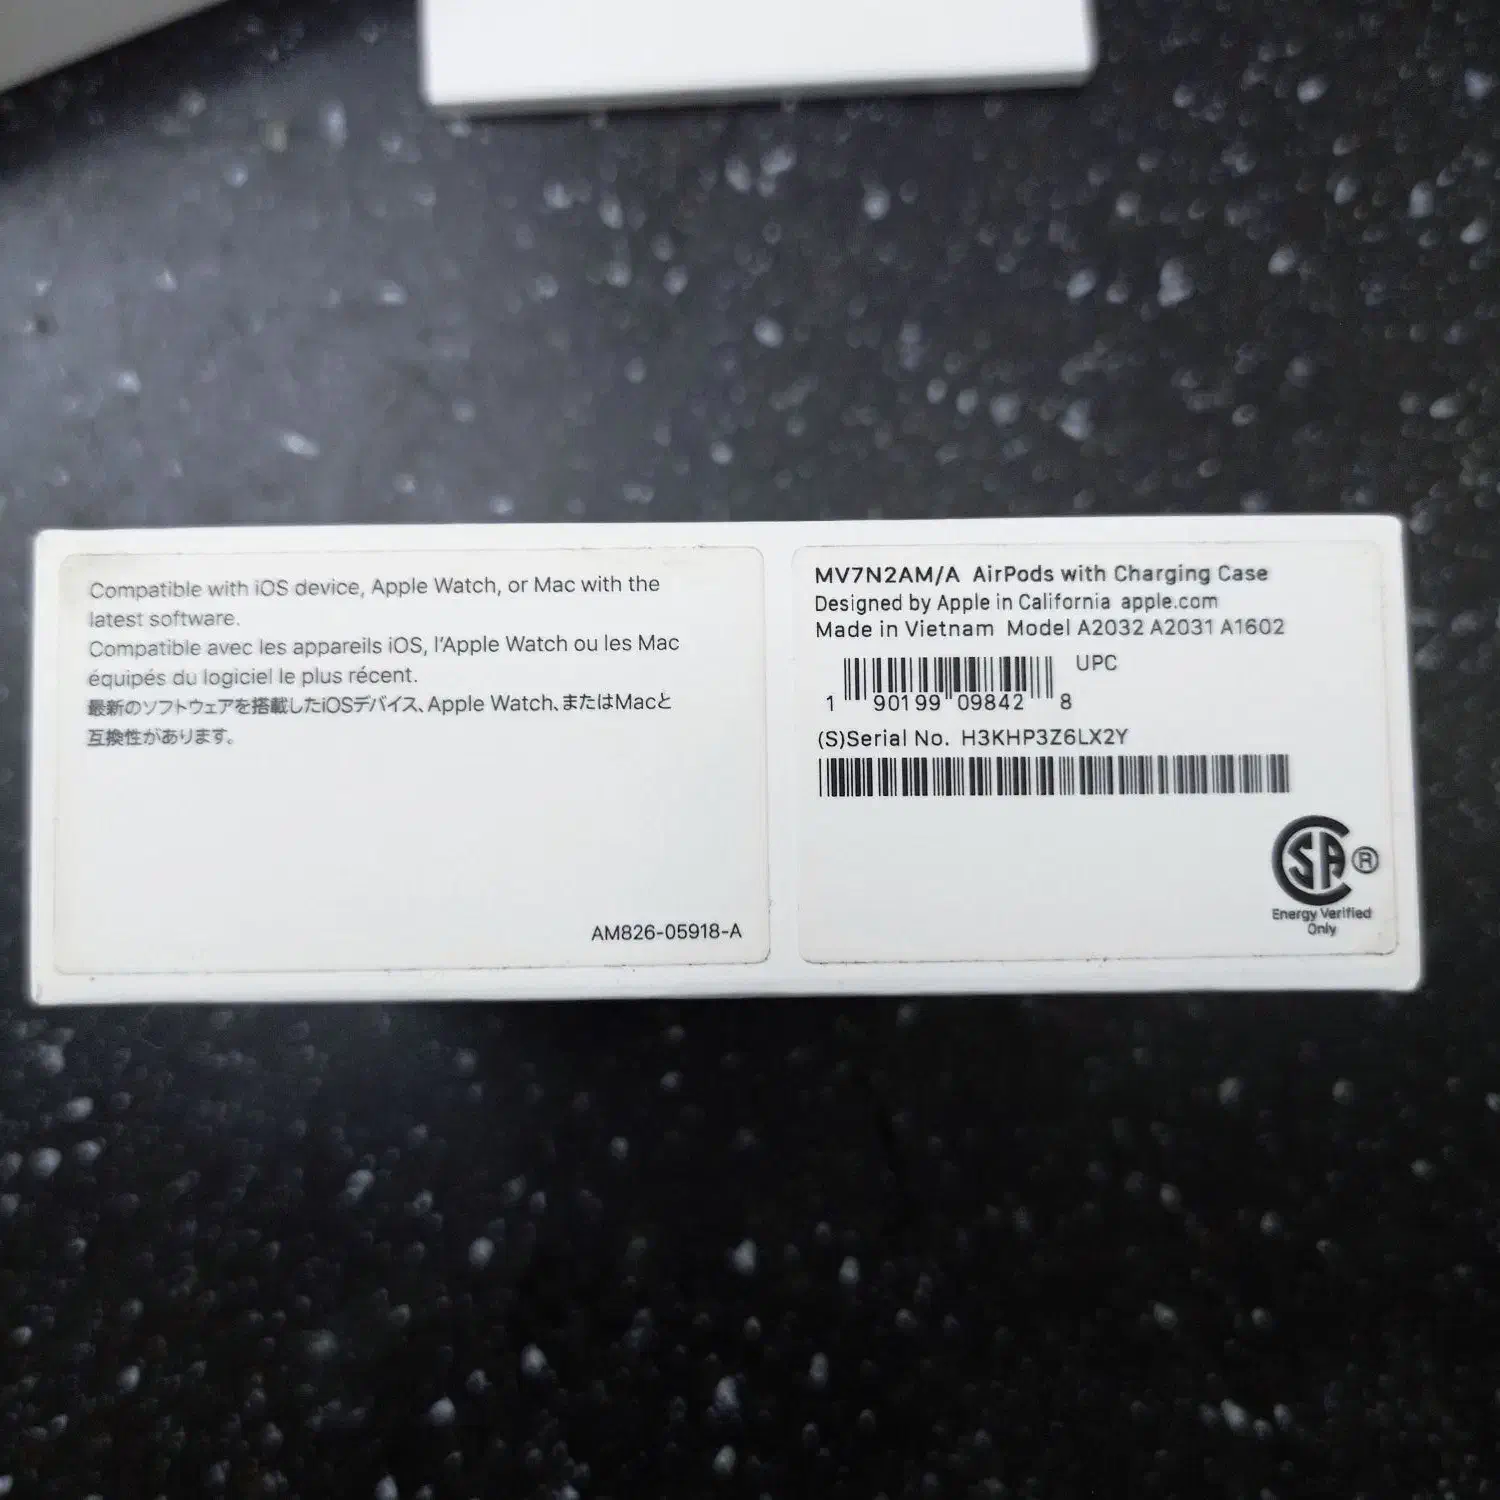 Compatible with iOS device, Apple Watch, or Mac with the
latest software.
Compatible avec les appareils iOS, l'Apple Watch ou les Mac
équipés du logiciel le plus récent.
最新のソフトウェアを搭載したiOSデバイス、Apple Watch、またはMacと
互換性があります。
AM826-05918-A
MV7N2AM/A AirPods with Charging Case
Designed by Apple in California apple.com
Made in Vietnam Model A2032 A2031 A1602
UPC
1 90199 09842 8
(S)Serial No. H3KHP3Z6LX2Y
CSA ®
Energy Verified
Only